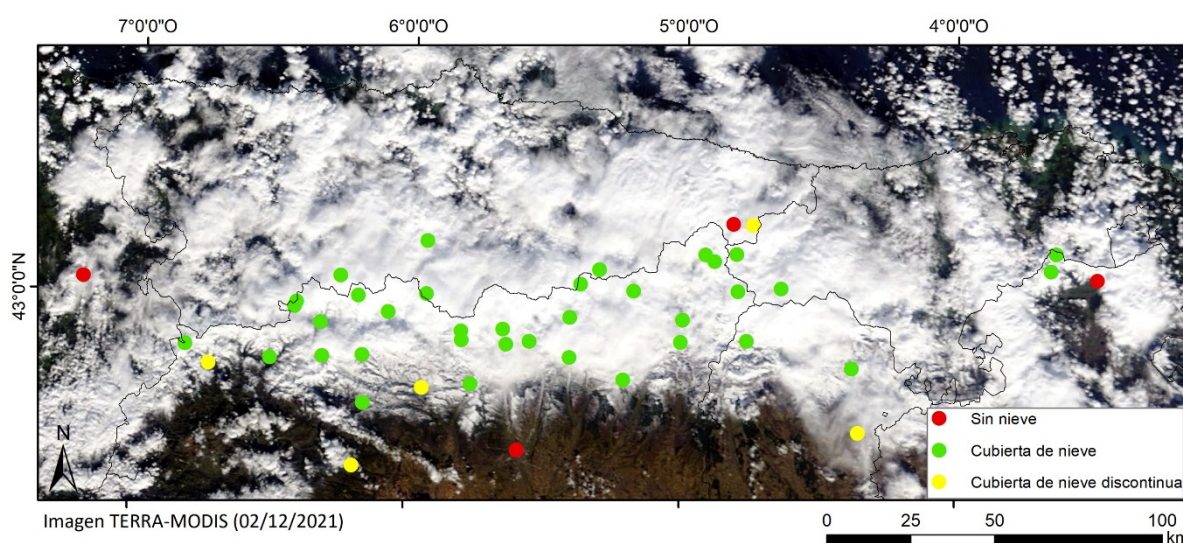 7°0'0"O 6°0'0"O 5°0'0"O 4°0'0"O
43°0'0"N
N
Sin nieve
Cubierta de nieve
Cubierta de nieve discontinua
Imagen TERRA-MODIS (02/12/2021)
0 25 50 100
km